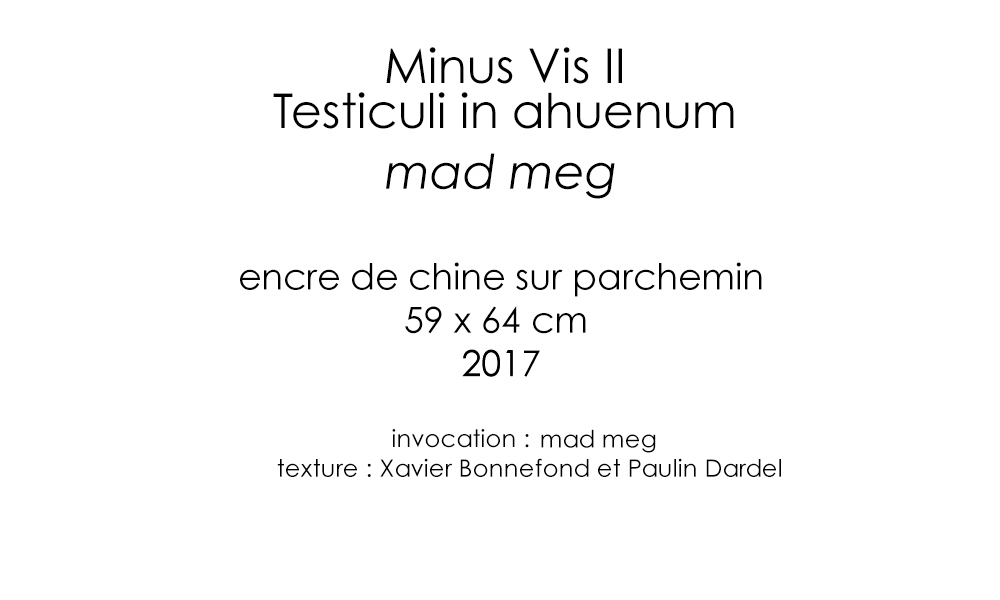 Minus Vis II
Testiculi in ahuenum
mad meg
encre de chine sur parchemin
59 x 64 cm
2017
invocation : mad meg
texture : Xavier Bonnefond et Paulin Dardel